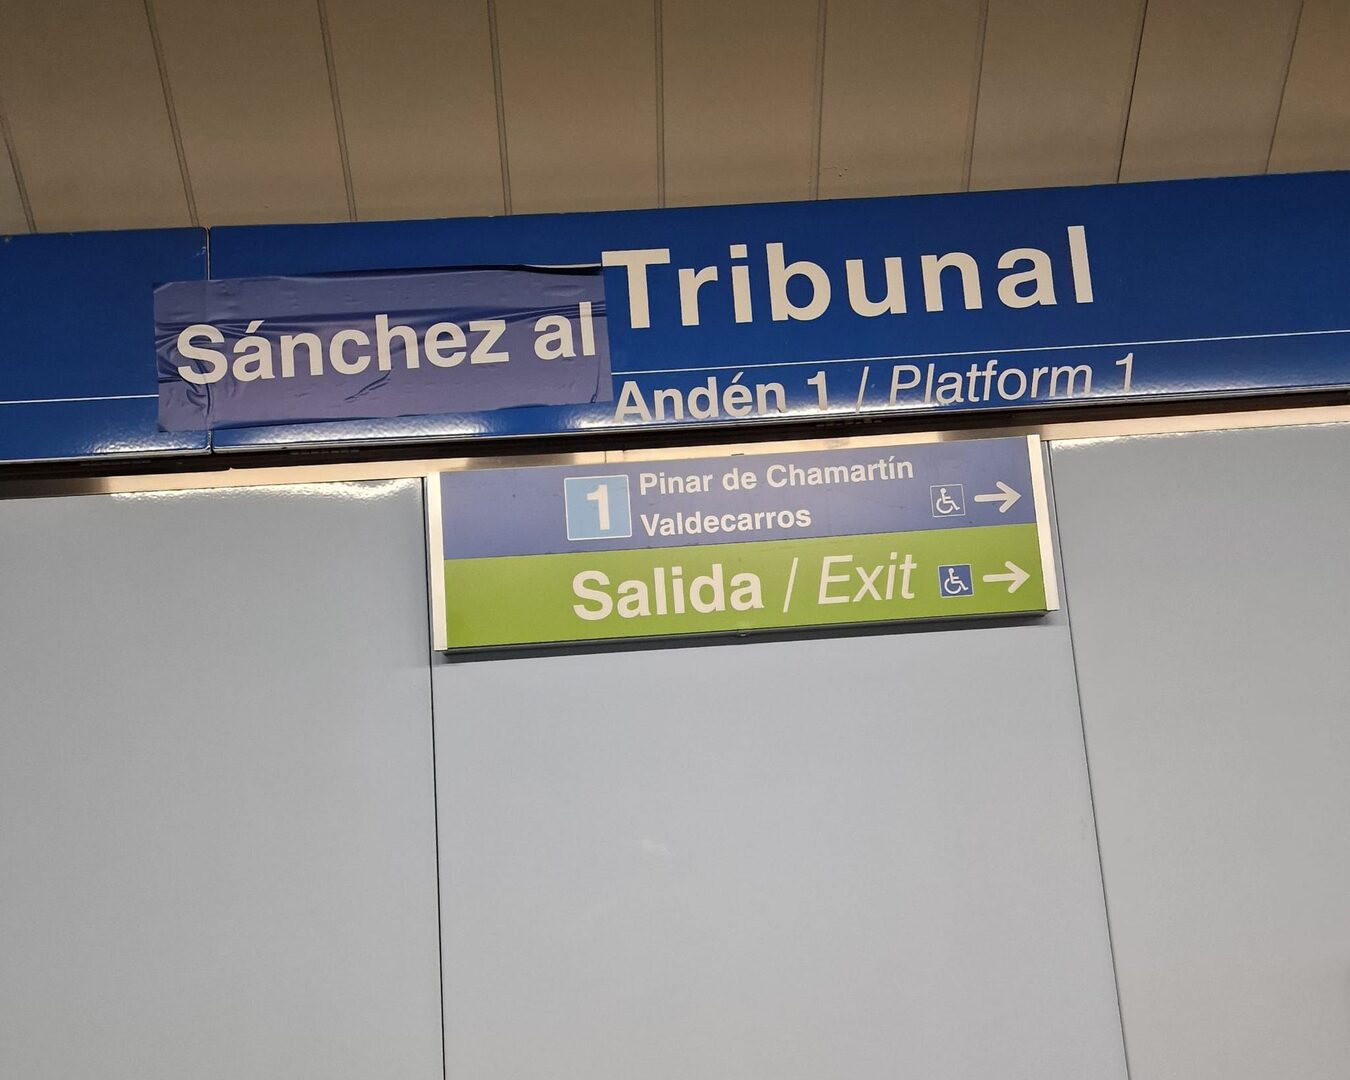 Sánchez al Tribunal
Andén 1 / Platform 1
1 Pinar de Chamartín
Valdecarros
Salida / Exit